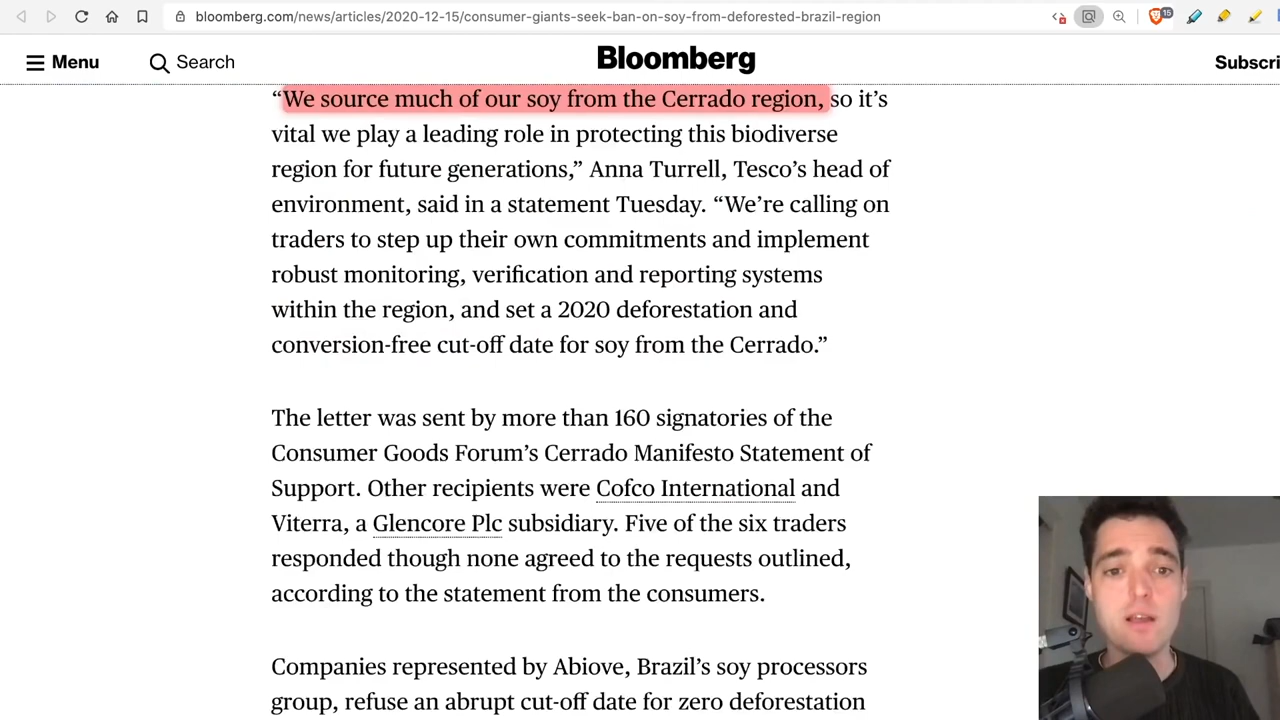 bloomberg.com/news/articles/2020-12-15/consumer-giants-seek-ban-on-soy-from-deforested-brazil-region
15
Menu
Search
Bloomberg
Subscri
“We source much of our soy from the Cerrado region, so it’s
vital we play a leading role in protecting this biodiverse
region for future generations,” Anna Turrell, Tesco’s head of
environment, said in a statement Tuesday. “We’re calling on
traders to step up their own commitments and implement
robust monitoring, verification and reporting systems
within the region, and set a 2020 deforestation and
conversion-free cut-off date for soy from the Cerrado.”
The letter was sent by more than 160 signatories of the
Consumer Goods Forum’s Cerrado Manifesto Statement of
Support. Other recipients were Cofco International and
Viterra, a Glencore Plc subsidiary. Five of the six traders
responded though none agreed to the requests outlined,
according to the statement from the consumers.
Companies represented by Abiove, Brazil’s soy processors
group, refuse an abrupt cut-off date for zero deforestation